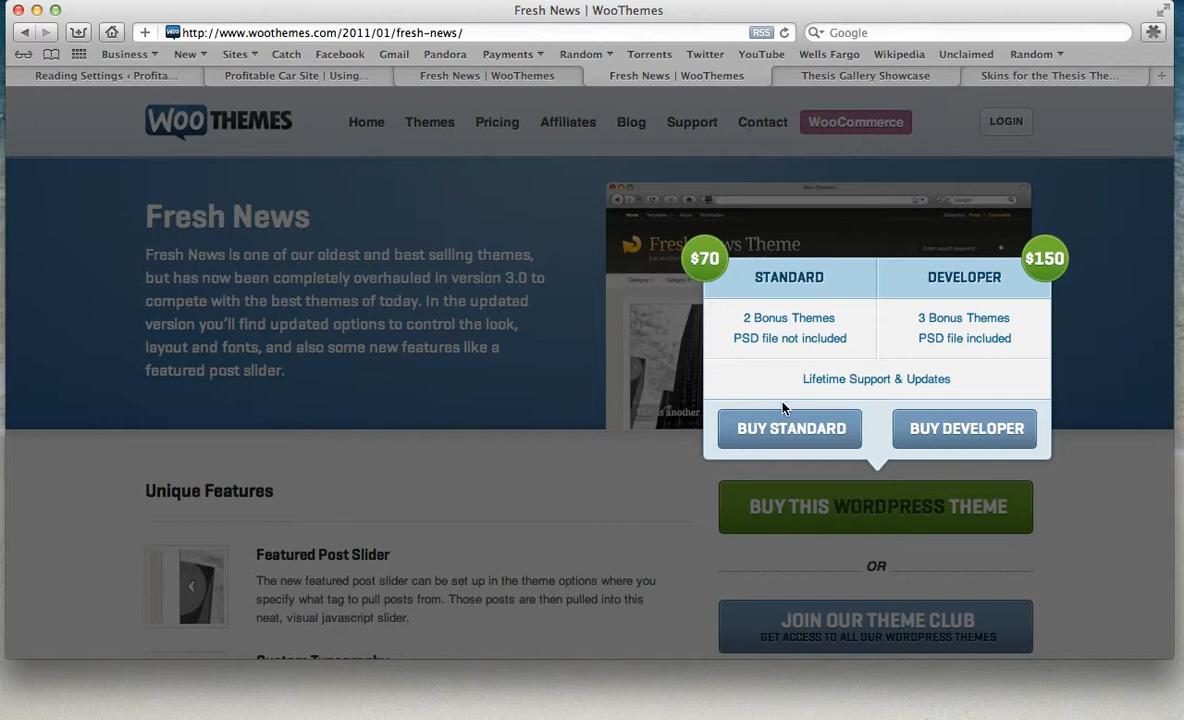 Fresh News | WooThemes
http://www.woothemes.com/2011/01/fresh-news/
RSS
Google
Business New Sites Catch Facebook Gmail Pandora Payments Random Torrents Twitter YouTube Wells Fargo Wikipedia Unclaimed Random
Reading Settings ‹ Profita... Profitable Car Site | Using... Fresh News | WooThemes Fresh News | WooThemes Thesis Gallery Showcase Skins for the Thesis The...
WOOTHEMES Home Themes Pricing Affiliates Blog Support Contact WooCommerce LOGIN
Fresh News
Fresh News is one of our oldest and best selling themes,
but has now been completely overhauled in version 3.0 to
compete with the best themes of today. In the updated
version you'll find updated options to control the look,
layout and fonts, and also some new features like a
featured post slider.
Fresh News Theme
$70
STANDARD
DEVELOPER
$150
2 Bonus Themes
PSD file not included
3 Bonus Themes
PSD file included
Lifetime Support & Updates
BUY STANDARD
BUY DEVELOPER
This is another
BUY THIS WORDPRESS THEME
OR
JOIN OUR THEME CLUB
GET ACCESS TO ALL OUR WORDPRESS THEMES
Unique Features
Featured Post Slider
The new featured post slider can be set up in the theme options where you
specify what tag to pull posts from. Those posts are then pulled into this
neat, visual javascript slider.
Custom Typography